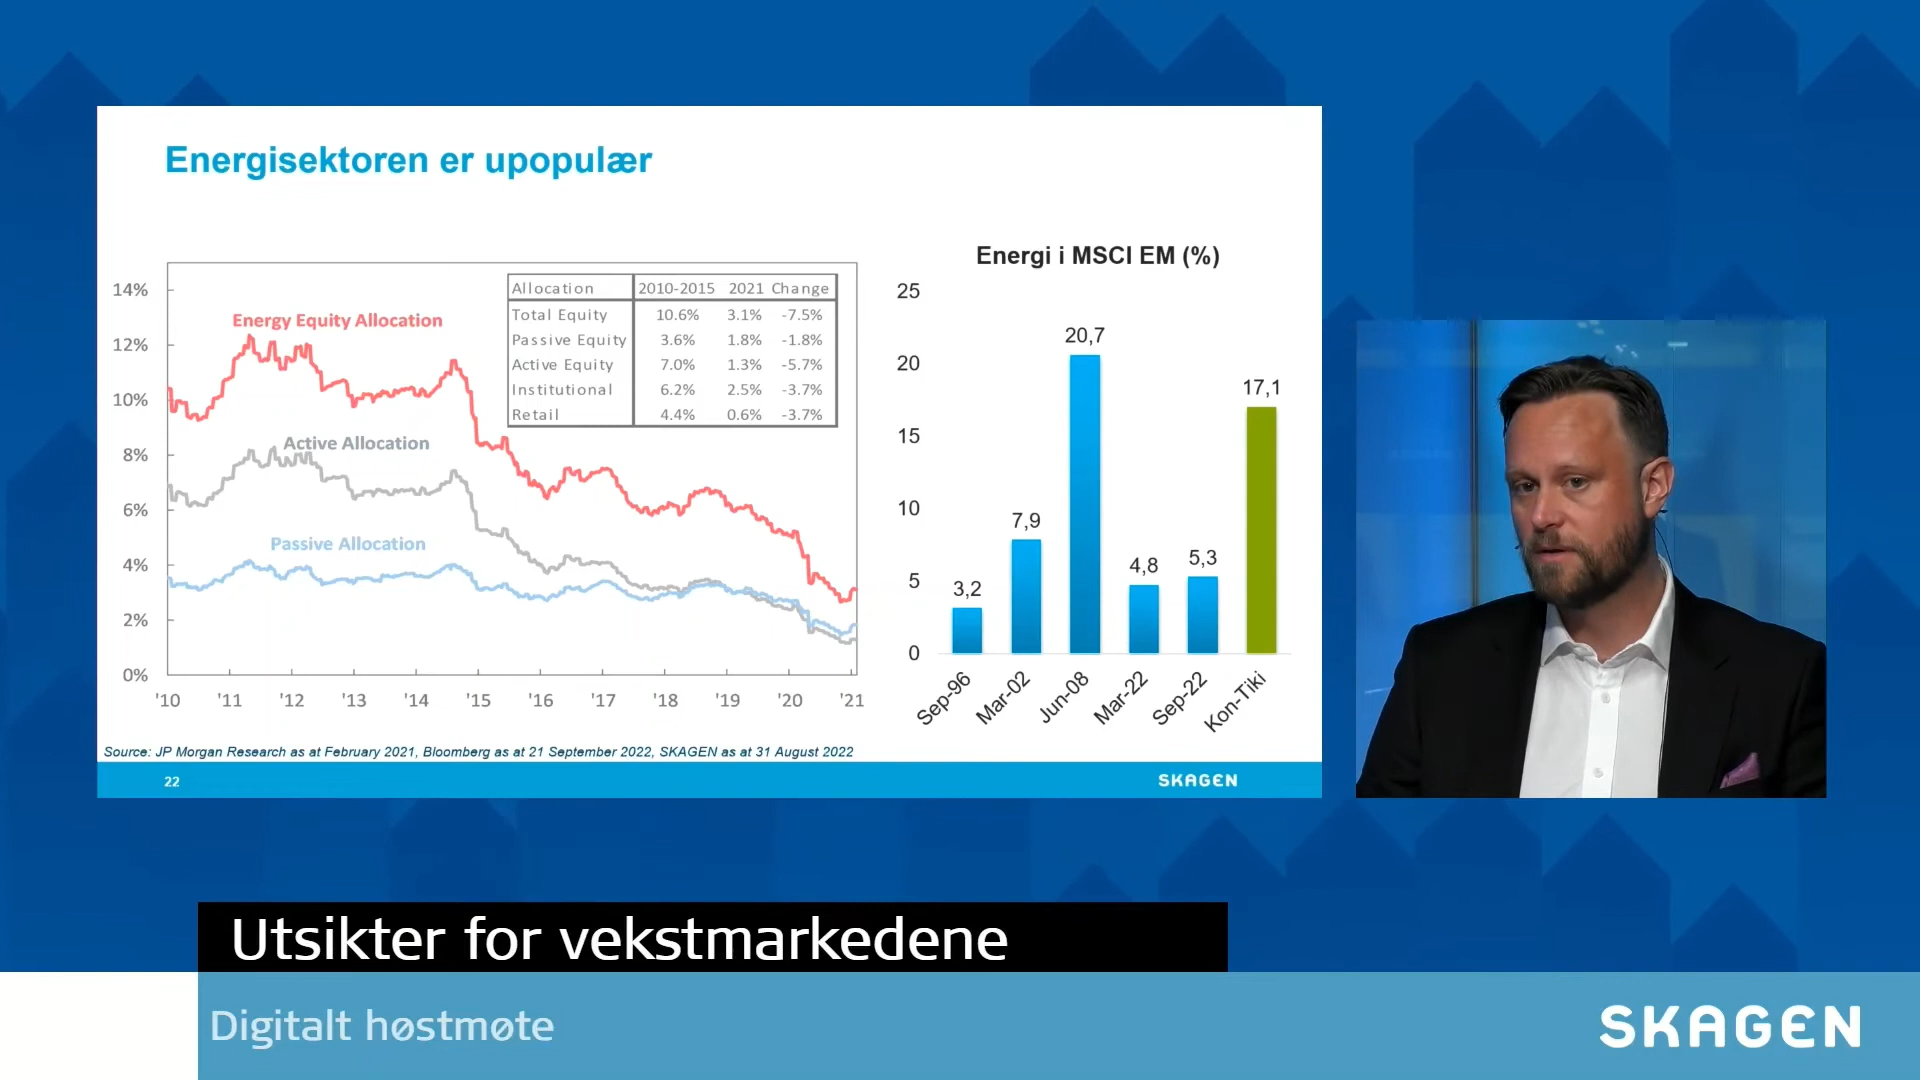 Energisektoren er upopulær
14%
12%
10%
8%
6%
4%
2%
0%
Energy Equity Allocation
Active Allocation
Passive Allocation
Allocation 2010-2015 2021 Change
Total Equity 10.6% 3.1% -7.5%
Passive Equity 3.6% 1.8% -1.8%
Active Equity 7.0% 1.3% -5.7%
Institutional 6.2% 2.5% -3.7%
Retail 4.4% 0.6% -3.7%
'10 '11 '12 '13 '14 '15 '16 '17 '18 '19 '20 '21
Energi i MSCI EM (%)
25
20
15
10
5
0
3,2
7,9
20,7
4,8
5,3
17,1
Sep-96
Mar-02
Jun-08
Mar-22
Sep-22
Kon-Tiki
Source: JP Morgan Research as at February 2021, Bloomberg as at 21 September 2022, SKAGEN as at 31 August 2022
22
SKAGEN
Utsikter for vekstmarkedene
Digitalt høstmøte
SKAGEN